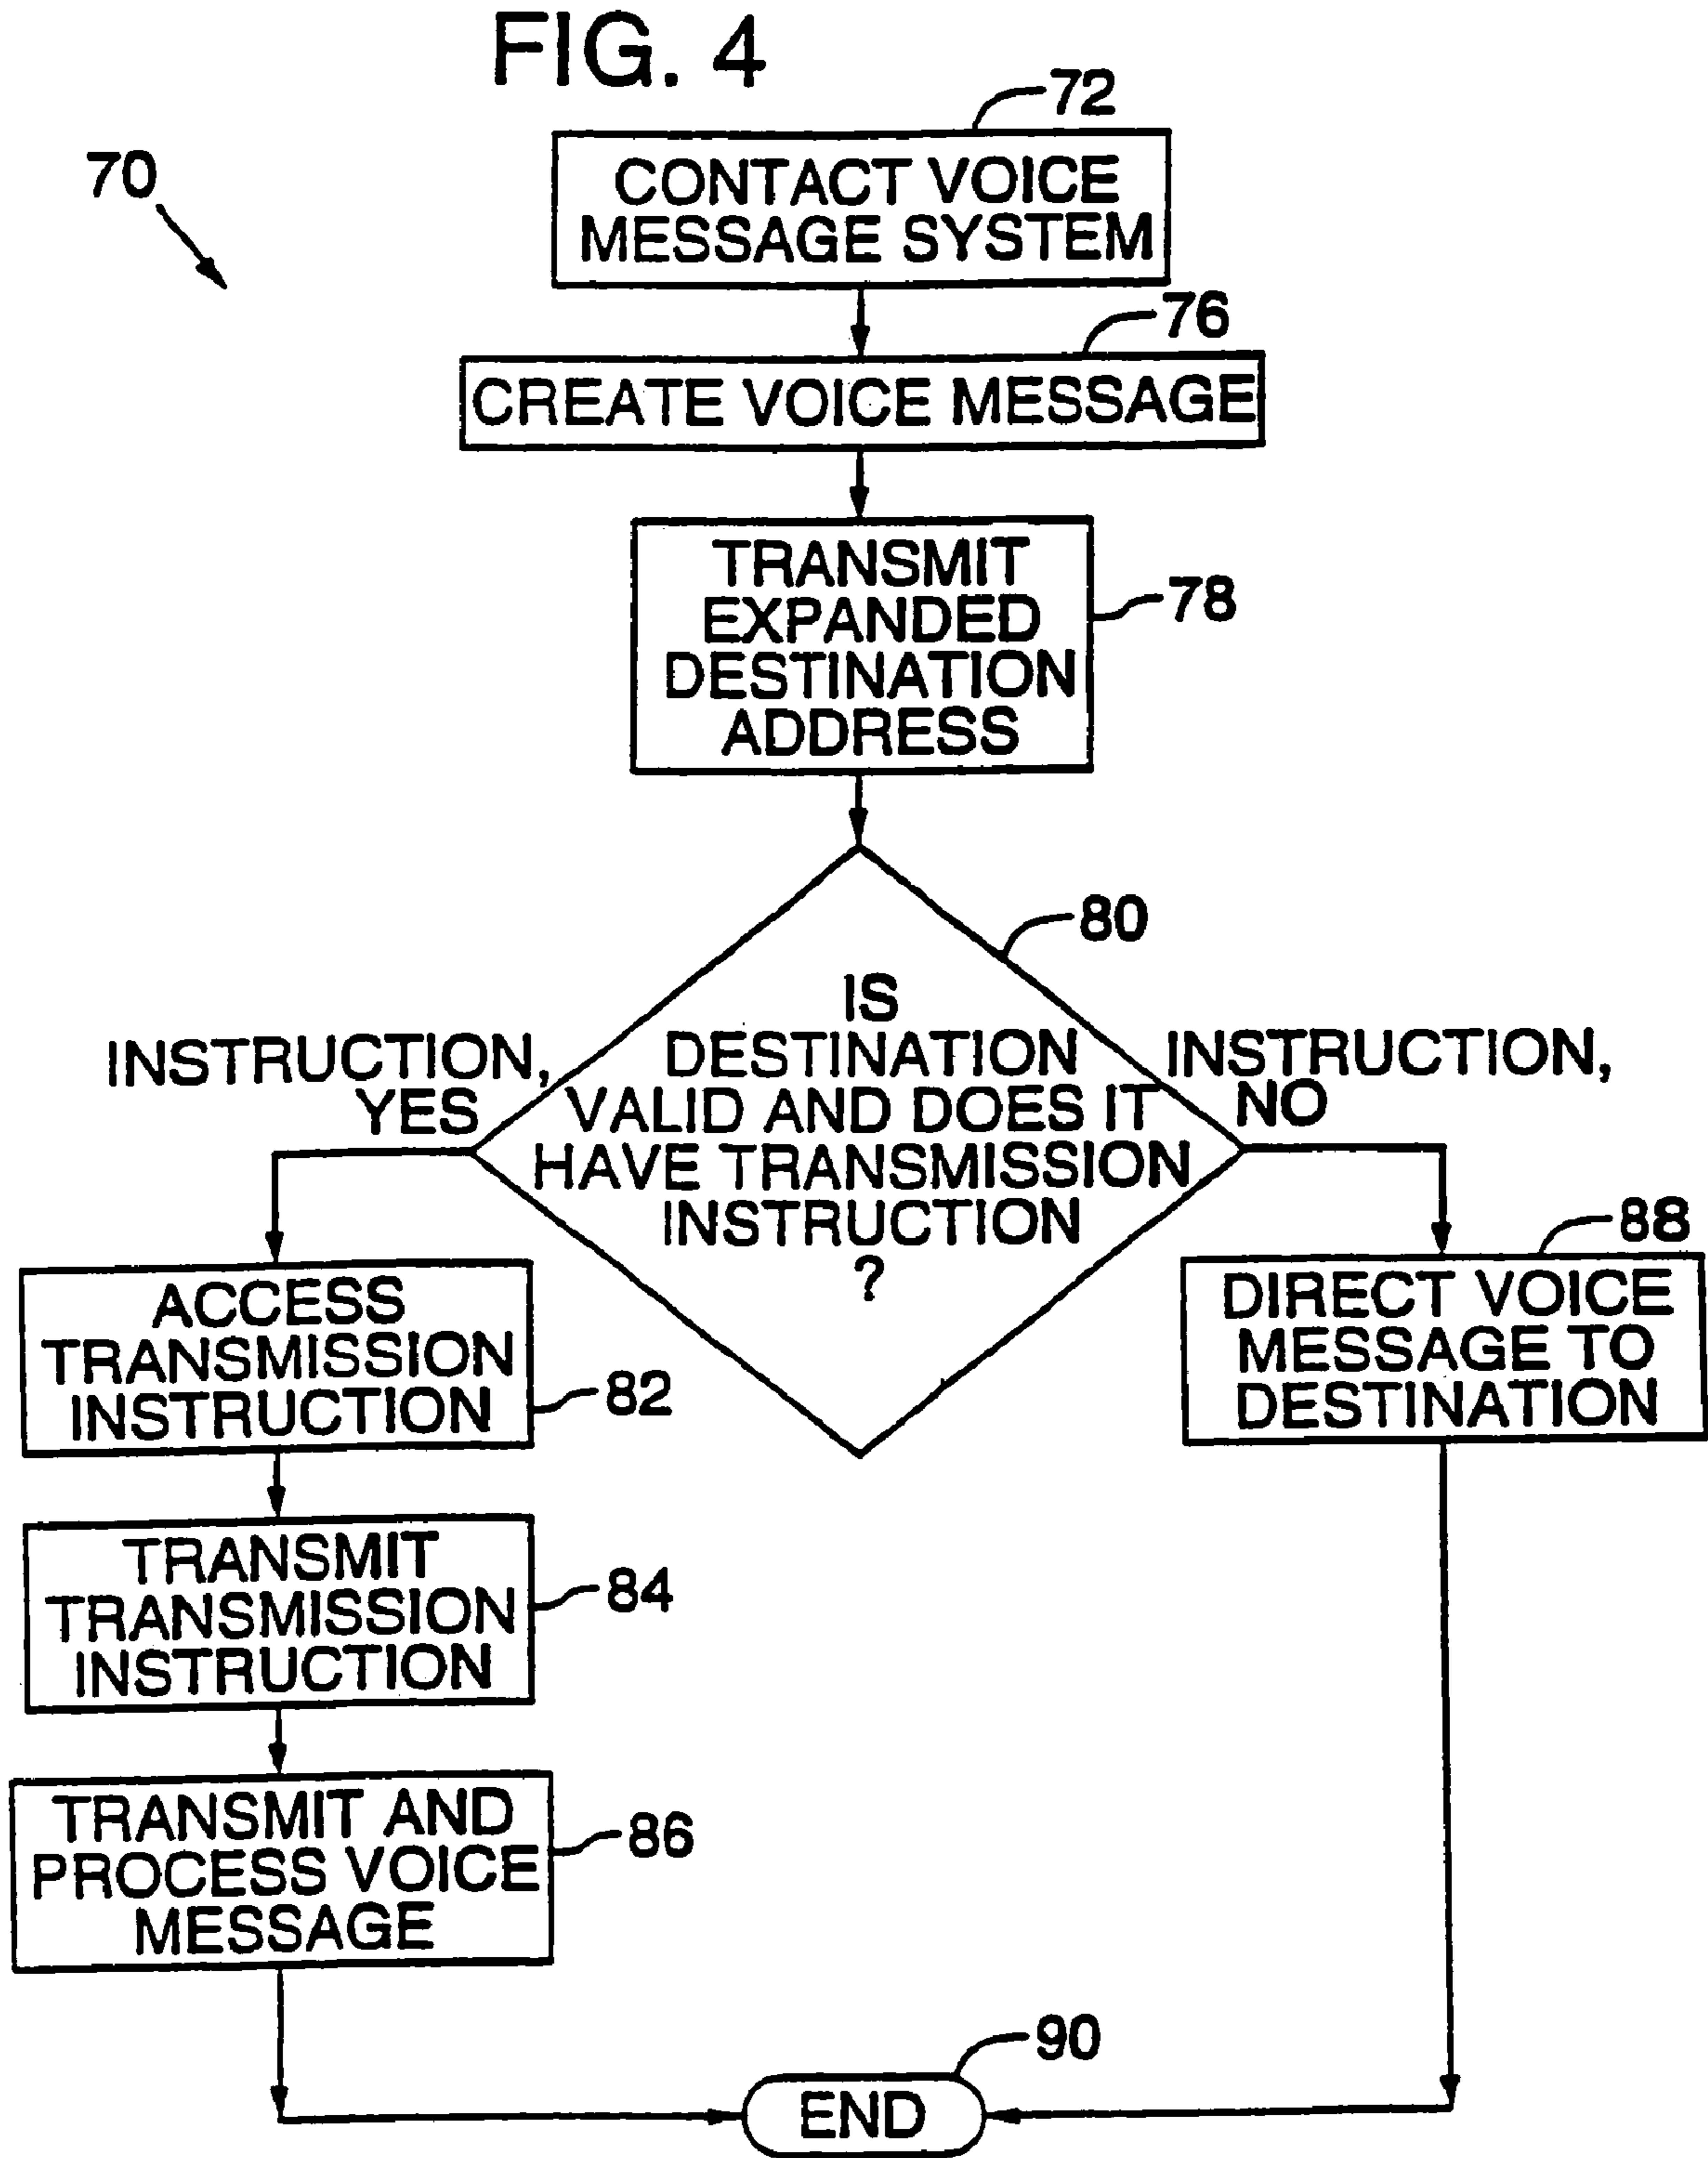 FIG. 4
70
72
CONTACT VOICE
MESSAGE SYSTEM
76
CREATE VOICE MESSAGE
TRANSMIT
EXPANDED
DESTINATION
ADDRESS
78
80
IS
DESTINATION
VALID AND DOES IT
HAVE TRANSMISSION
INSTRUCTION
?
INSTRUCTION,
YES
INSTRUCTION,
NO
ACCESS
TRANSMISSION
INSTRUCTION
82
88
DIRECT VOICE
MESSAGE TO
DESTINATION
TRANSMIT
TRANSMISSION
INSTRUCTION
84
TRANSMIT AND
PROCESS VOICE
MESSAGE
86
90
END